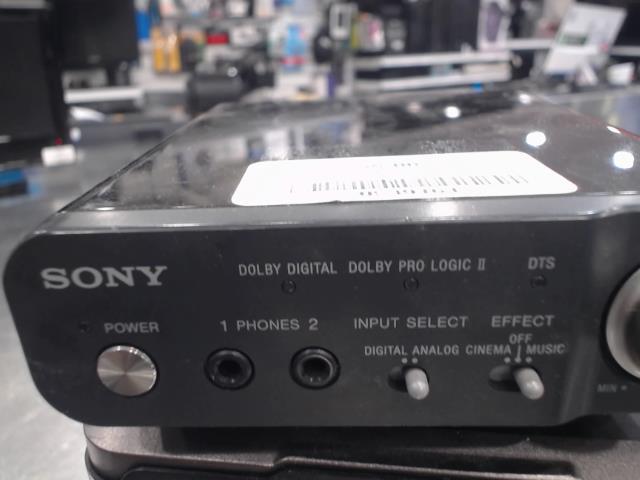 SONY
DOLBY DIGITAL DOLBY PRO LOGIC II DTS
POWER
1 PHONES 2
INPUT SELECT
DIGITAL ANALOG
EFFECT
OFF
CINEMA MUSIC
MIN